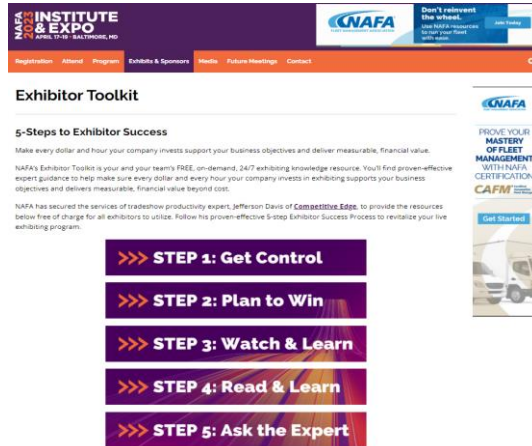 NAFA 2023 INSTITUTE & EXPO
APRIL 17-19 - BALTIMORE, MD
NAFA
FLEET MANAGEMENT ASSOCIATION
Don't reinvent
the wheel.
Use NAFA resources
to run your fleet
with ease.
Join Today
Registration Attend Program Exhibits & Sponsors Media Future Meetings Contact
Exhibitor Toolkit
5-Steps to Exhibitor Success
Make every dollar and hour your company invests support your business objectives and deliver measurable, financial value.
NAFA's Exhibitor Toolkit is your and your team's FREE, on-demand, 24/7 exhibiting knowledge resource. You'll find proven-effective
expert guidance to help make sure every dollar and every hour your company invests in exhibiting supports your business
objectives and delivers measurable, financial value beyond cost.
NAFA has secured the services of tradeshow productivity expert, Jefferson Davis of Competitive Edge, to provide the resources
below free of charge for all exhibitors to utilize. Follow his proven-effective 5-step Exhibitor Success Process to revitalize your live
exhibiting program.
>>> STEP 1: Get Control
>>> STEP 2: Plan to Win
>>> STEP 3: Watch & Learn
>>> STEP 4: Read & Learn
>>> STEP 5: Ask the Expert
NAFA
PROVE YOUR
MASTERY
OF FLEET
MANAGEMENT
WITH NAFA
CERTIFICATION
CAFM
Get Started